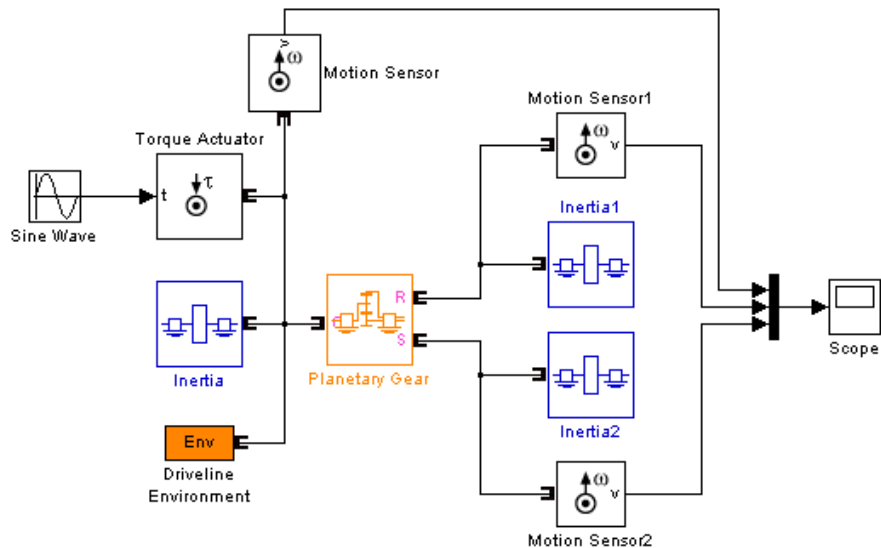 v
ω
Motion Sensor
Motion Sensor1
ω
v
Torque Actuator
t
τ
Sine Wave
Inertia1
Inertia
C
R
S
Planetary Gear
Scope
Inertia2
Env
Driveline
Environment
ω
v
Motion Sensor2